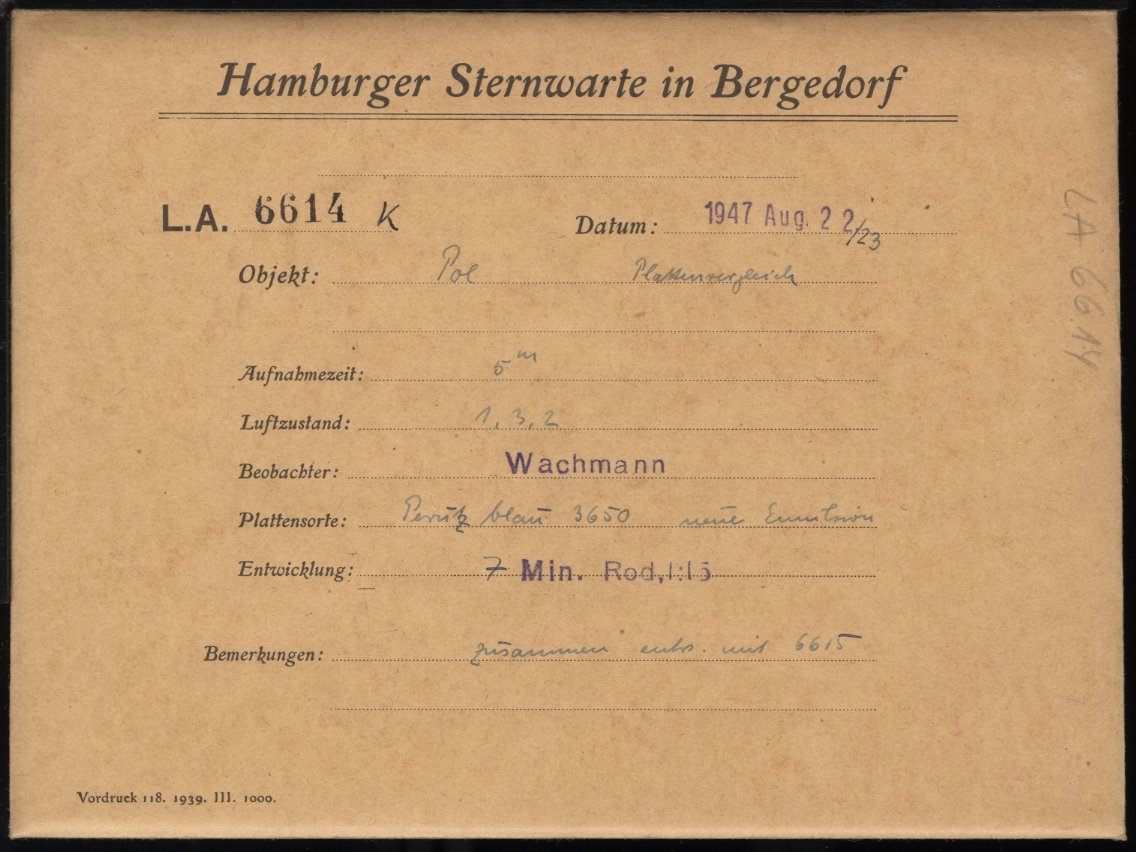 Hamburger Sternwarte in Bergedorf
L.A. 6614 K Datum: 1947 Aug. 22/23
Objekt: Pol Plattenvergleich
Aufnahmezeit: 5 m
Luftzustand: 1, 3, 2
Beobachter: Wachmann
Plattensorte: Perutz blau 3650 neue Emulsion
Entwicklung: 7 Min. Rod, 1:15
Bemerkungen: zusammen entw. mit 6615
Vordruck 118. 1939. III. 1000.
LA 6614